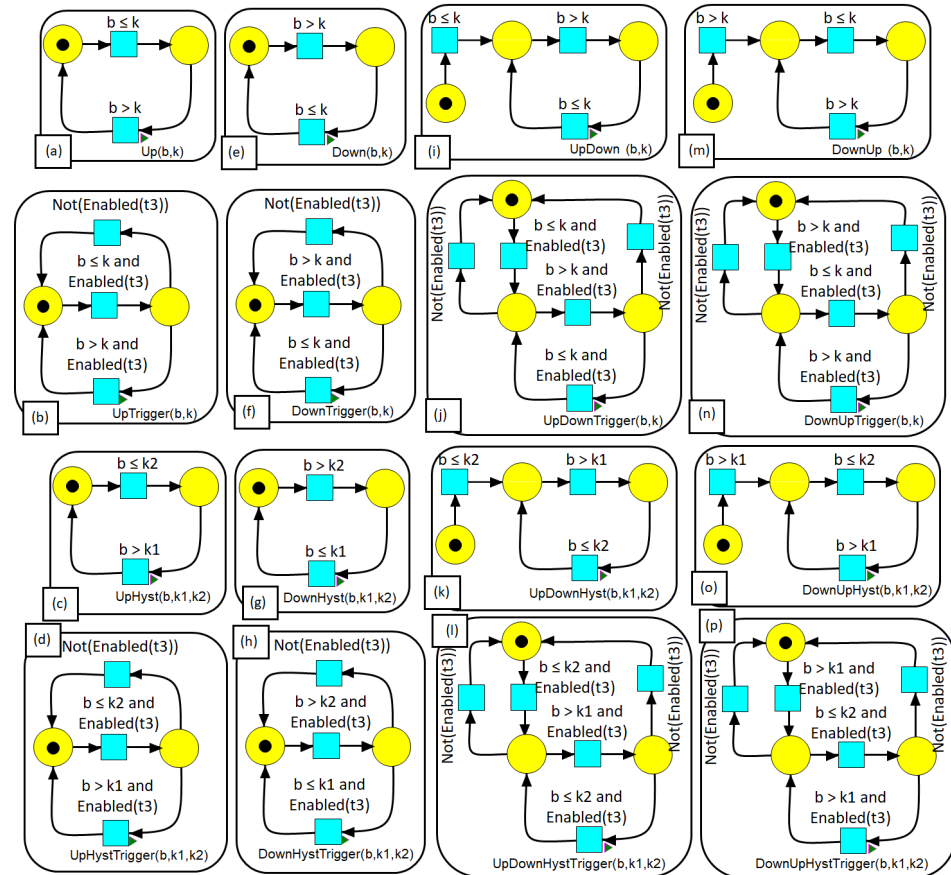 b ≤ k
b > k
(a)
Up(b,k)
b > k
b ≤ k
(e)
Down(b,k)
b ≤ k
b > k
b ≤ k
(i)
UpDown (b,k)
b > k
b ≤ k
b > k
(m)
DownUp (b,k)
Not(Enabled(t3))
b ≤ k and
Enabled(t3)
b > k and
Enabled(t3)
(b)
UpTrigger(b,k)
Not(Enabled(t3))
b > k and
Enabled(t3)
b ≤ k and
Enabled(t3)
(f)
DownTrigger(b,k)
Not(Enabled(t3))
b ≤ k and
Enabled(t3)
b > k and
Enabled(t3)
Not(Enabled(t3))
b ≤ k and
Enabled(t3)
(j)
UpDownTrigger(b,k)
Not(Enabled(t3))
b > k and
Enabled(t3)
b ≤ k and
Enabled(t3)
Not(Enabled(t3))
b > k and
Enabled(t3)
(n)
DownUpTrigger(b,k)
b ≤ k2
b > k1
(c)
UpHyst(b,k1,k2)
b > k2
b ≤ k1
(g)
DownHyst(b,k1,k2)
b ≤ k2
b > k1
b ≤ k2
(k)
UpDownHyst(b,k1,k2)
b > k1
b ≤ k2
b > k1
(o)
DownUpHyst(b,k1,k2)
(d)
Not(Enabled(t3))
b ≤ k2 and
Enabled(t3)
b > k1 and
Enabled(t3)
UpHystTrigger(b,k1,k2)
(h)
Not(Enabled(t3))
b > k2 and
Enabled(t3)
b ≤ k1 and
Enabled(t3)
DownHystTrigger(b,k1,k2)
(l)
Not(Enabled(t3))
b ≤ k2 and
Enabled(t3)
b > k1 and
Enabled(t3)
Not(Enabled(t3))
b ≤ k2 and
Enabled(t3)
UpDownHystTrigger(b,k1,k2)
(p)
Not(Enabled(t3))
b > k1 and
Enabled(t3)
b ≤ k2 and
Enabled(t3)
Not(Enabled(t3))
b > k1 and
Enabled(t3)
DownUpHystTrigger(b,k1,k2)